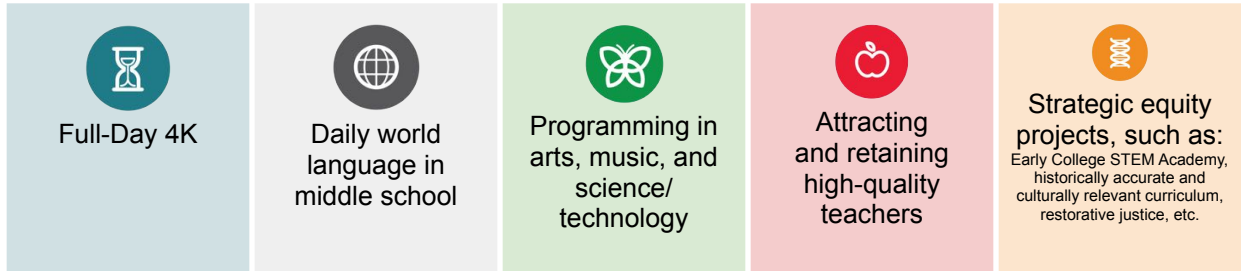 Full-Day 4K
Daily world
language in
middle school
Programming in
arts, music, and
science/
technology
Attracting
and retaining
high-quality
teachers
Strategic equity
projects, such as:
Early College STEM Academy,
historically accurate and
culturally relevant curriculum,
restorative justice, etc.